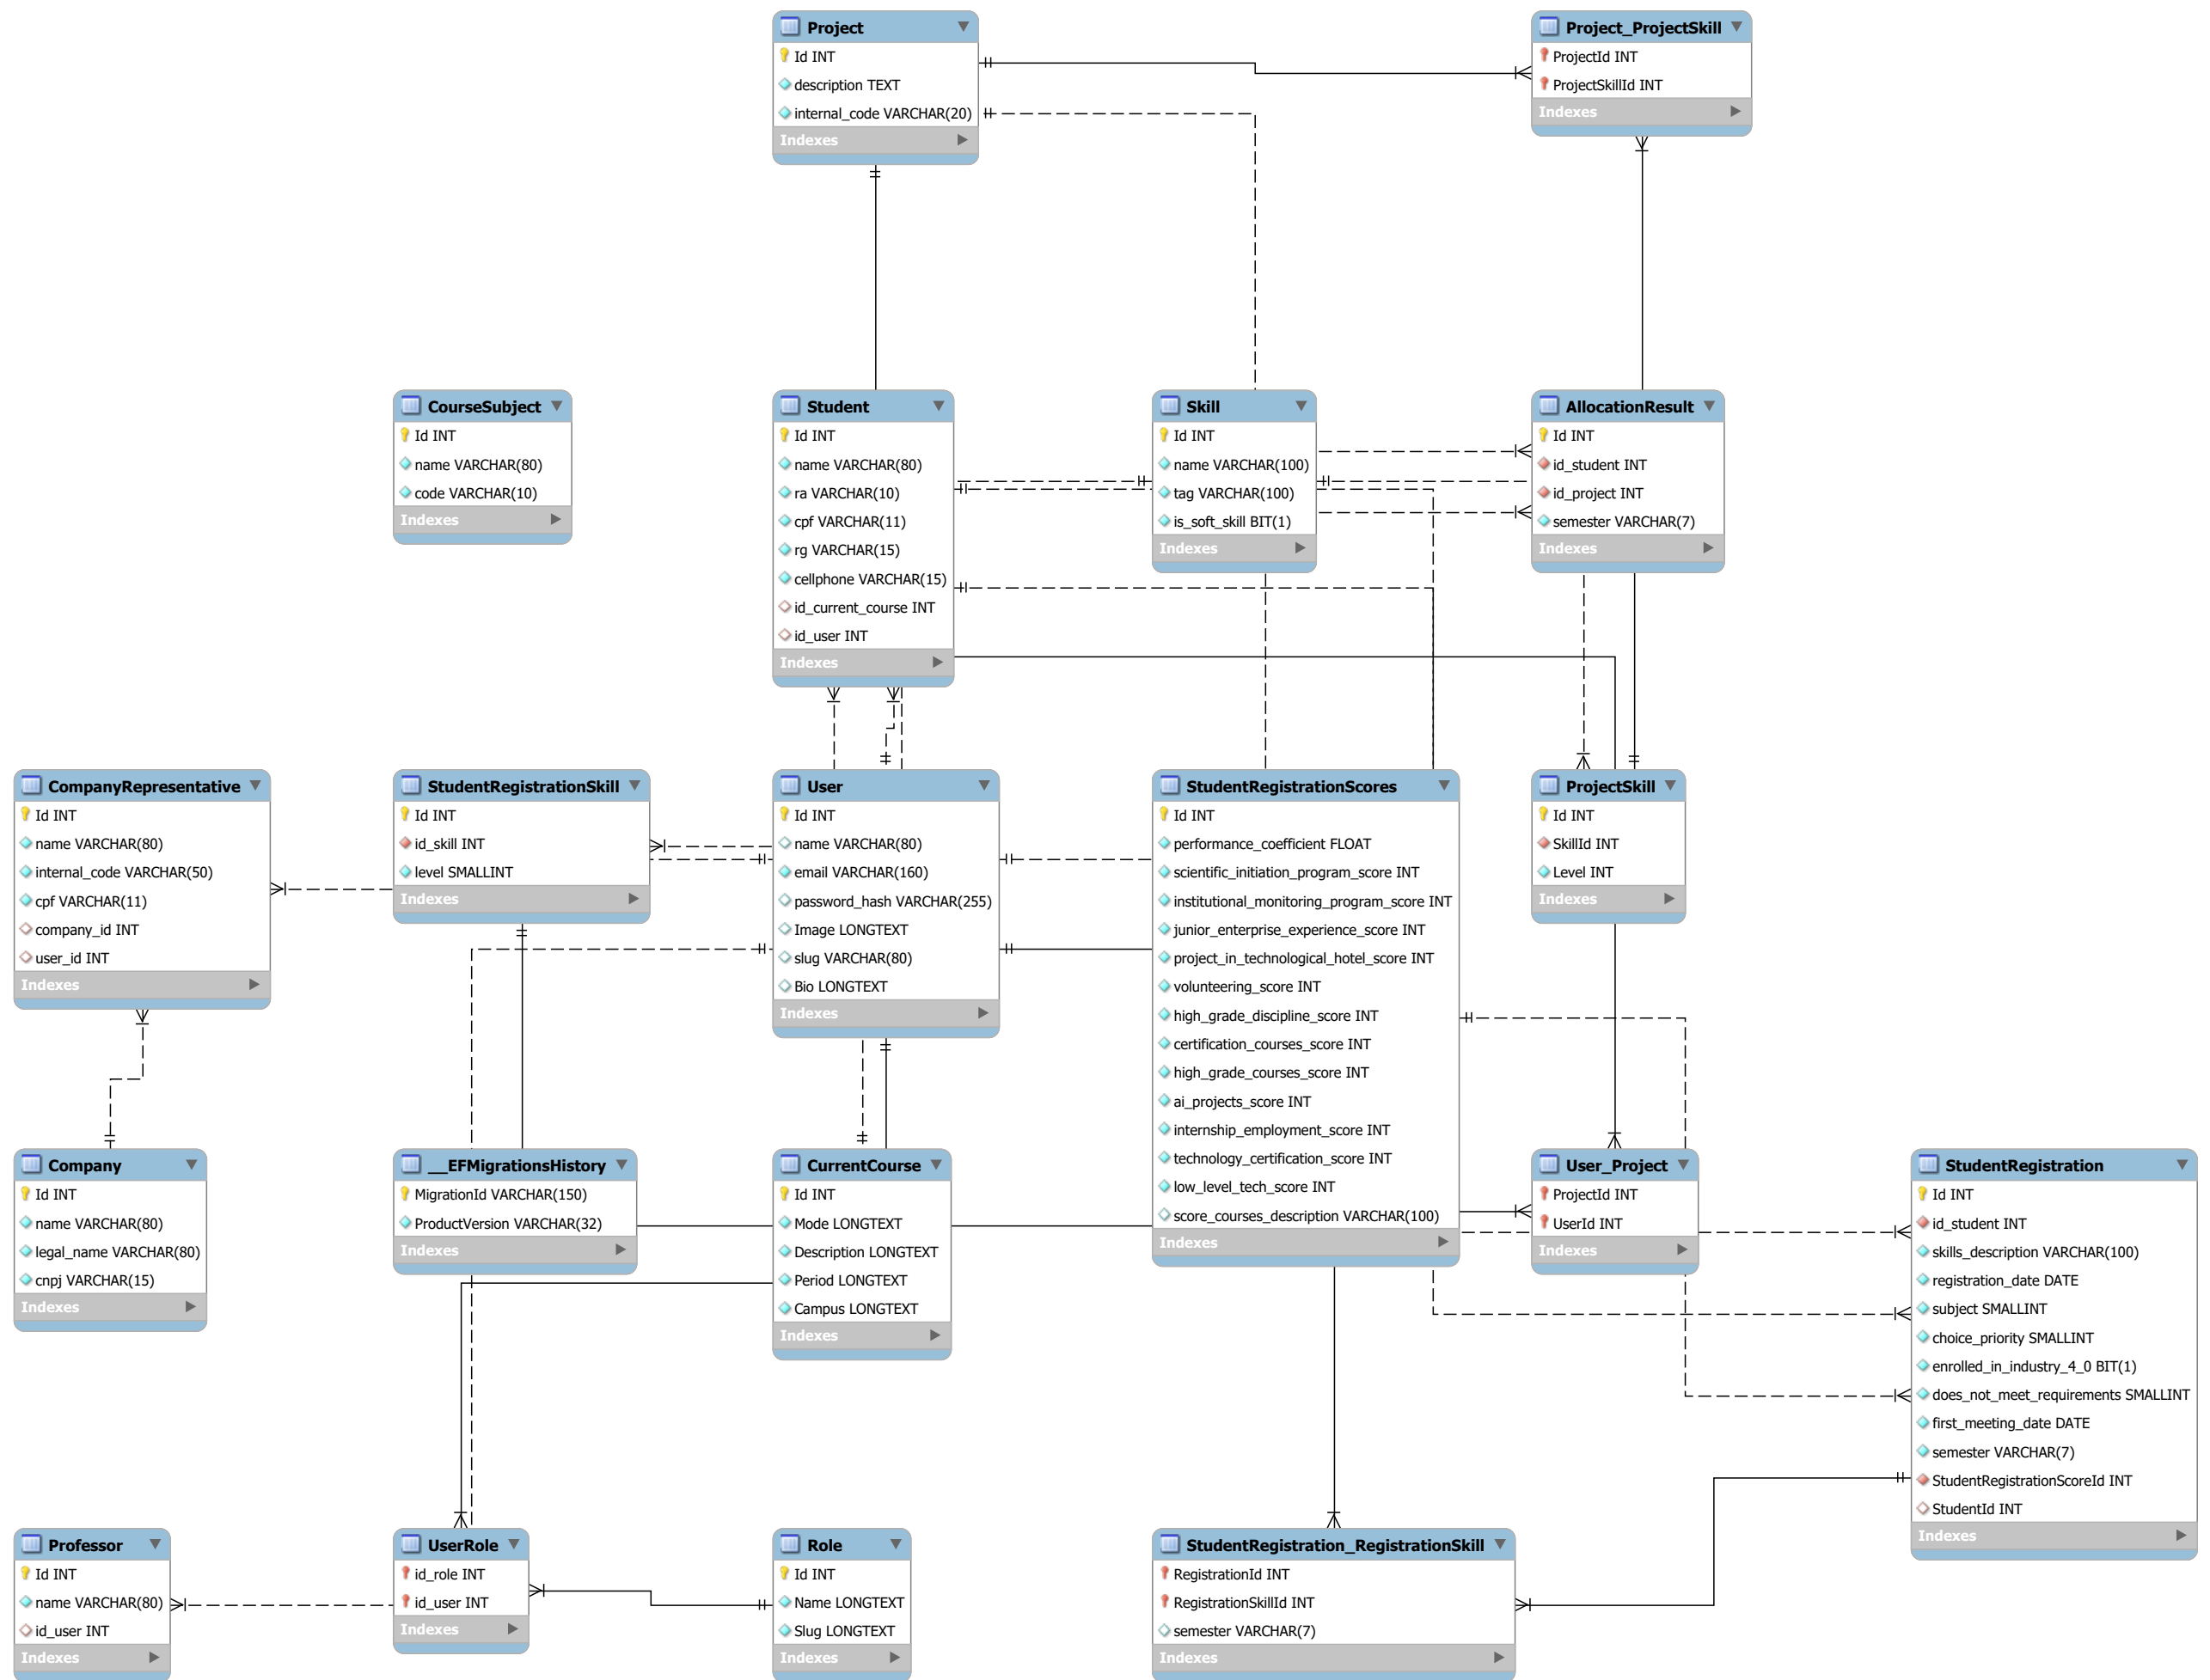 Project
Id INT
description TEXT
internal_code VARCHAR(20)
Indexes
Project_ProjectSkill
ProjectId INT
ProjectSkillId INT
Indexes
CourseSubject
Id INT
name VARCHAR(80)
code VARCHAR(10)
Indexes
Student
Id INT
name VARCHAR(80)
ra VARCHAR(10)
cpf VARCHAR(11)
rg VARCHAR(15)
cellphone VARCHAR(15)
id_current_course INT
id_user INT
Indexes
Skill
Id INT
name VARCHAR(100)
tag VARCHAR(100)
is_soft_skill BIT(1)
Indexes
AllocationResult
Id INT
id_student INT
id_project INT
semester VARCHAR(7)
Indexes
CompanyRepresentative
Id INT
name VARCHAR(80)
internal_code VARCHAR(50)
cpf VARCHAR(11)
company_id INT
user_id INT
Indexes
StudentRegistrationSkill
Id INT
id_skill INT
level SMALLINT
Indexes
User
Id INT
name VARCHAR(80)
email VARCHAR(160)
password_hash VARCHAR(255)
Image LONGTEXT
slug VARCHAR(80)
Bio LONGTEXT
Indexes
StudentRegistrationScores
Id INT
performance_coefficient FLOAT
scientific_initiation_program_score INT
institutional_monitoring_program_score INT
junior_enterprise_experience_score INT
project_in_technological_hotel_score INT
volunteering_score INT
high_grade_discipline_score INT
certification_courses_score INT
high_grade_courses_score INT
ai_projects_score INT
internship_employment_score INT
technology_certification_score INT
low_level_tech_score INT
score_courses_description VARCHAR(100)
Indexes
ProjectSkill
Id INT
SkillId INT
Level INT
Indexes
Company
Id INT
name VARCHAR(80)
legal_name VARCHAR(80)
cnpj VARCHAR(15)
Indexes
__EFMigrationsHistory
MigrationId VARCHAR(150)
ProductVersion VARCHAR(32)
Indexes
CurrentCourse
Id INT
Mode LONGTEXT
Description LONGTEXT
Period LONGTEXT
Campus LONGTEXT
Indexes
User_Project
ProjectId INT
UserId INT
Indexes
StudentRegistration
Id INT
id_student INT
skills_description VARCHAR(100)
registration_date DATE
subject SMALLINT
choice_priority SMALLINT
enrolled_in_industry_4_0 BIT(1)
does_not_meet_requirements SMALLINT
first_meeting_date DATE
semester VARCHAR(7)
StudentRegistrationScoreId INT
StudentId INT
Indexes
Professor
Id INT
name VARCHAR(80)
id_user INT
Indexes
UserRole
id_role INT
id_user INT
Indexes
Role
Id INT
Name LONGTEXT
Slug LONGTEXT
Indexes
StudentRegistration_RegistrationSkill
RegistrationId INT
RegistrationSkillId INT
semester VARCHAR(7)
Indexes